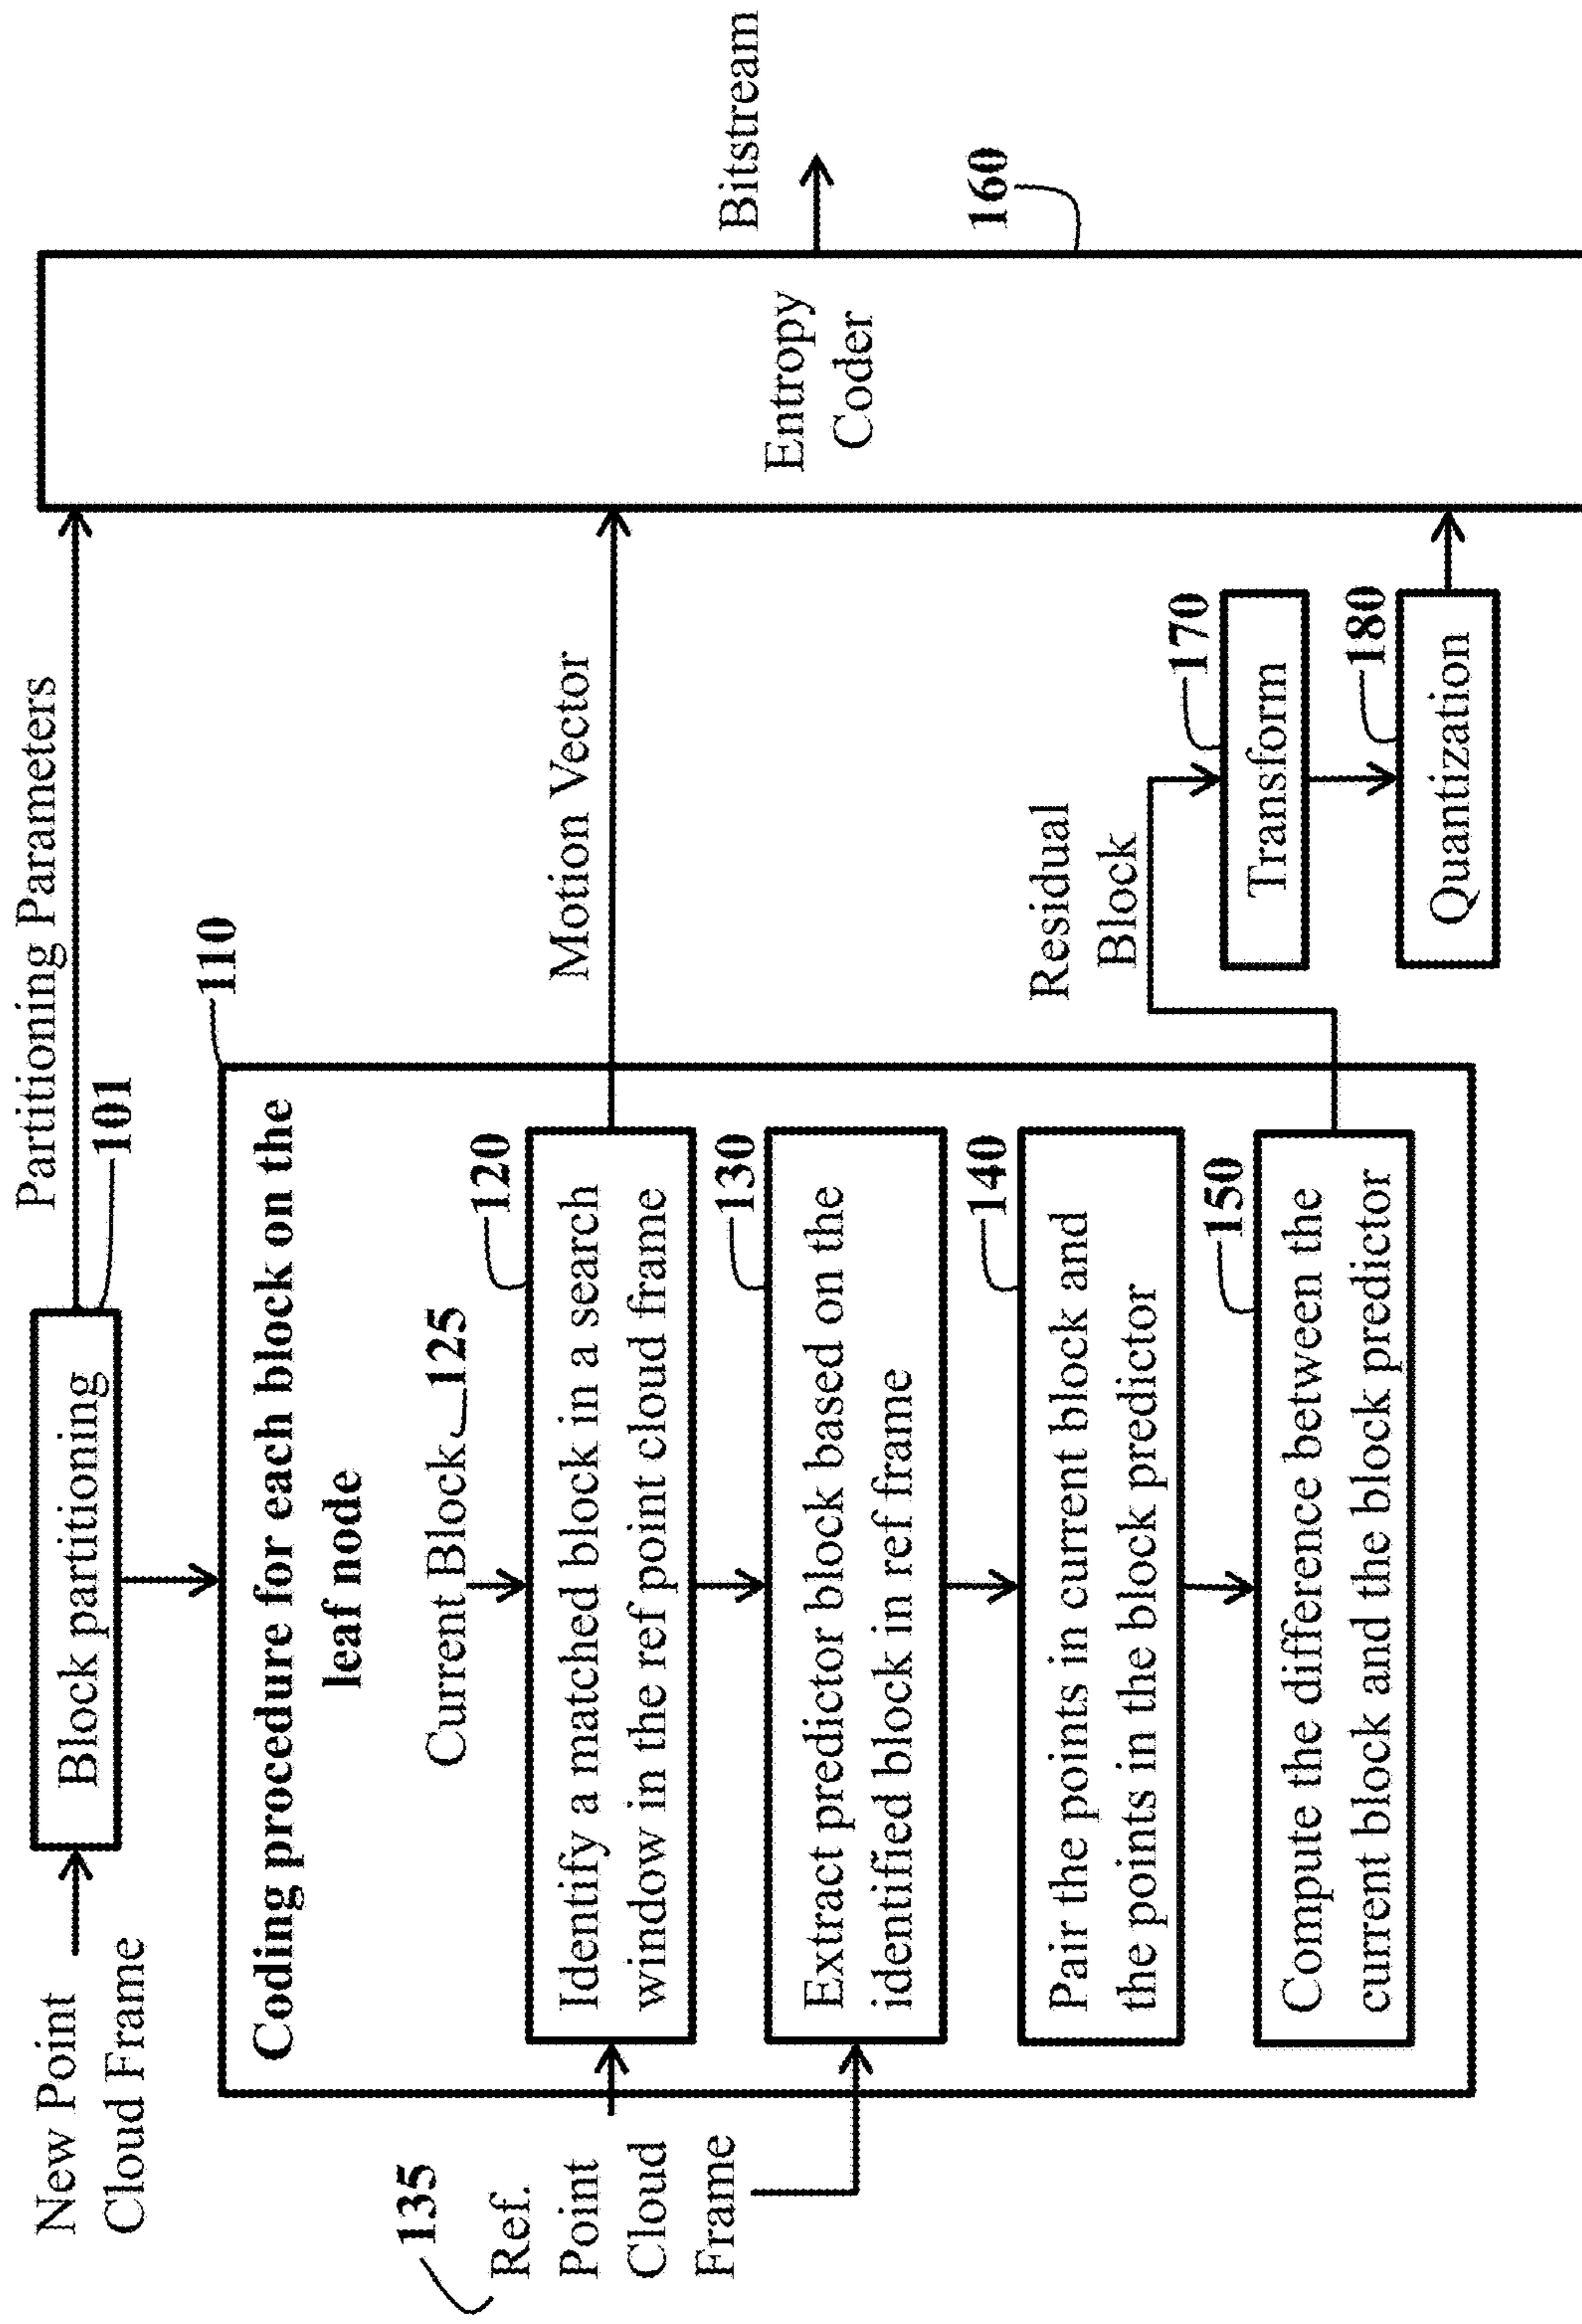 New Point
Cloud Frame
Block partitioning
101
Partitioning Parameters
110
Coding procedure for each block on the
leaf node
Current Block 125
135
Ref.
Point
Cloud
Frame
120
Identify a matched block in a search
window in the ref point cloud frame
Motion Vector
130
Extract predictor block based on the
identified block in ref frame
140
Pair the points in current block and
the points in the block predictor
150
Compute the difference between the
current block and the block predictor
Residual
Block
170
Transform
180
Quantization
Entropy
Coder
Bitstream
160